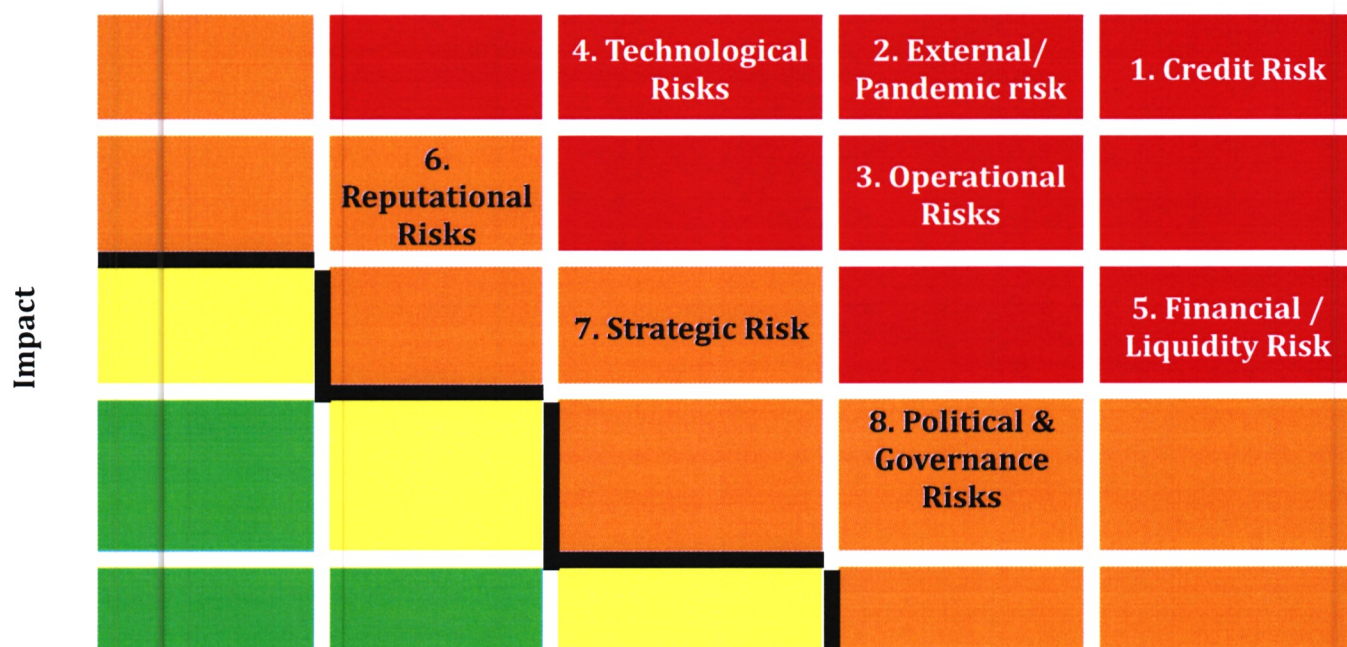 4. Technological
Risks
2. External/
Pandemic risk
1. Credit Risk
6.
Reputational
Risks
3. Operational
Risks
Impact
7. Strategic Risk
5. Financial /
Liquidity Risk
8. Political &
Governance
Risks